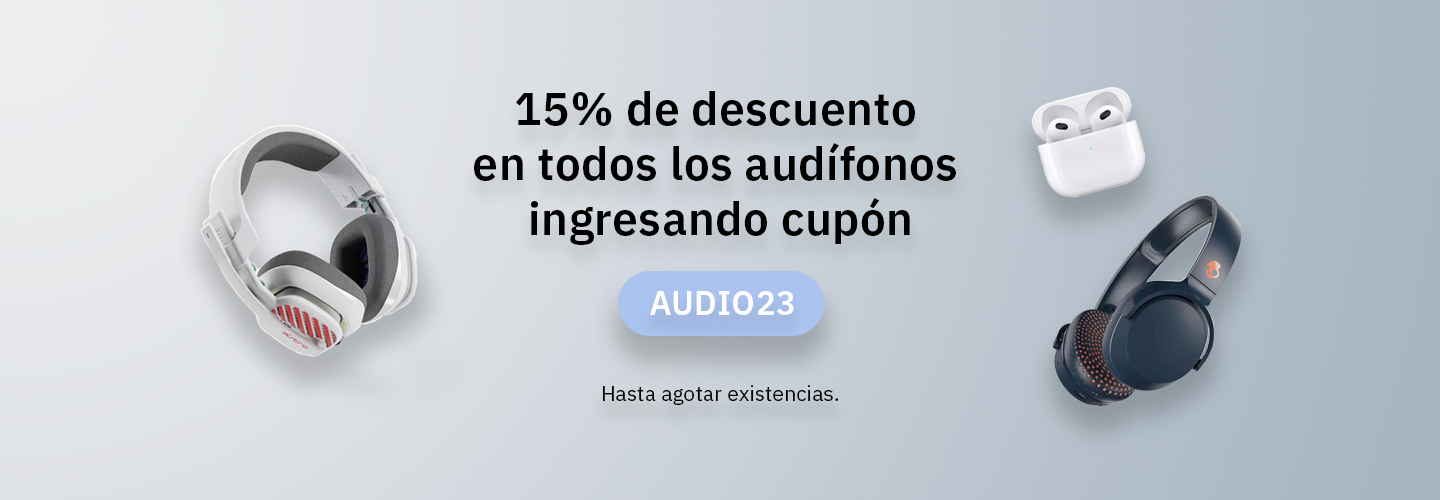 15% de descuento
en todos los audífonos
ingresando cupón
AUDIO23
Hasta agotar existencias.